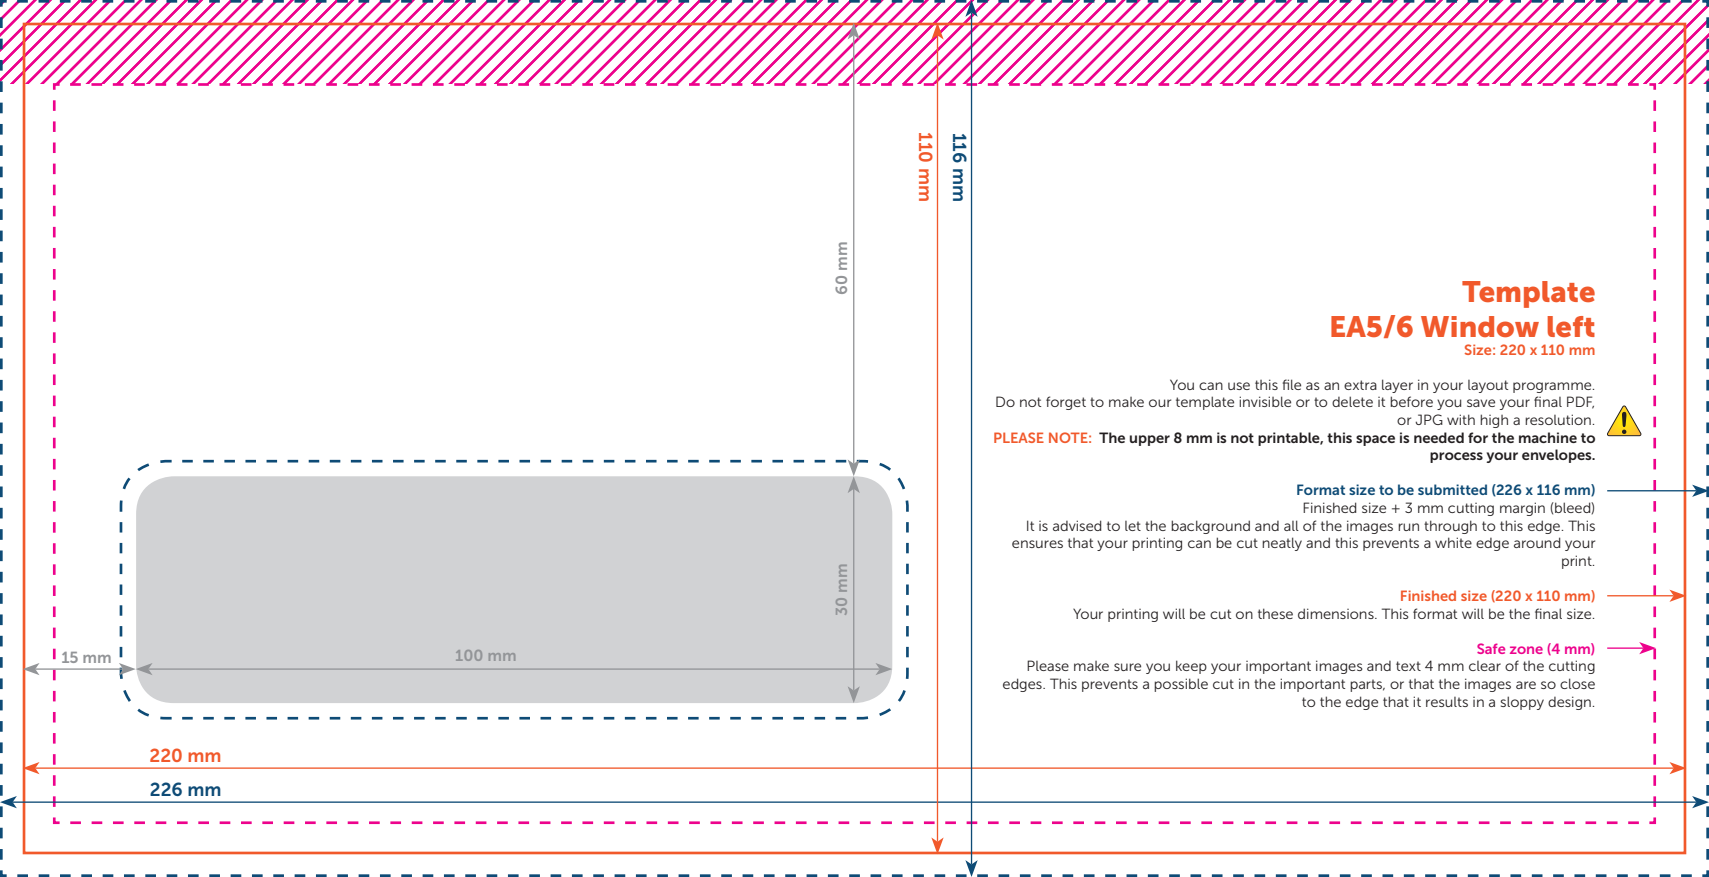 110 mm
116 mm
60 mm
Template
EA5/6 Window left
Size: 220 x 110 mm
You can use this file as an extra layer in your layout programme.
Do not forget to make our template invisible or to delete it before you save your final PDF,
or JPG with high a resolution.
PLEASE NOTE: The upper 8 mm is not printable, this space is needed for the machine to
process your envelopes.
Format size to be submitted (226 x 116 mm)
Finished size + 3 mm cutting margin (bleed)
It is advised to let the background and all of the images run through to this edge. This
ensures that your printing can be cut neatly and this prevents a white edge around your
print.
Finished size (220 x 110 mm)
Your printing will be cut on these dimensions. This format will be the final size.
Safe zone (4 mm)
Please make sure you keep your important images and text 4 mm clear of the cutting
edges. This prevents a possible cut in the important parts, or that the images are so close
to the edge that it results in a sloppy design.
30 mm
15 mm
100 mm
220 mm
226 mm